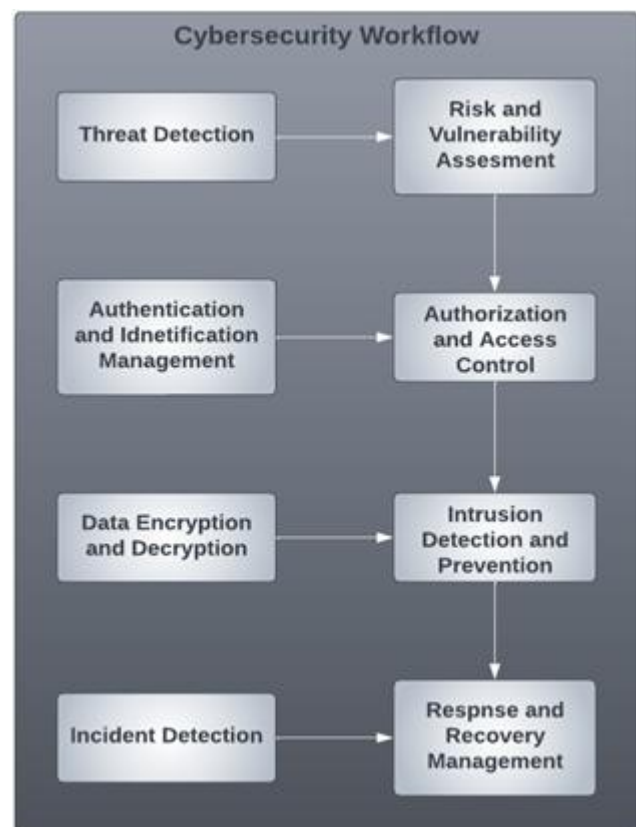 Cybersecurity Workflow
Threat Detection
Risk and
Vulnerability
Assesment
Authentication
and Idnetification
Management
Authorization
and Access
Control
Data Encryption
and Decryption
Intrusion
Detection and
Prevention
Incident Detection
Respnse and
Recovery
Management